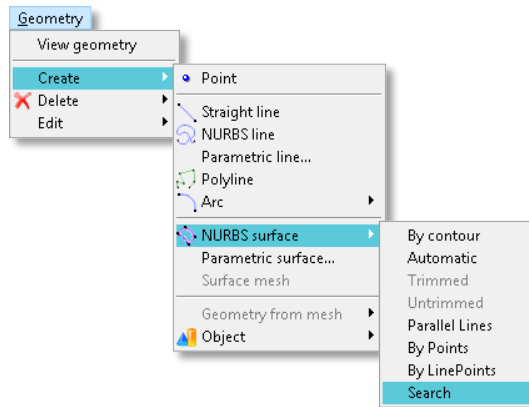 Geometry
View geometry
Create
Delete
Edit
Point
Straight line
NURBS line
Parametric line...
Polyline
Arc
NURBS surface
Parametric surface...
Surface mesh
Geometry from mesh
Object
By contour
Automatic
Trimmed
Untrimmed
Parallel Lines
By Points
By LinePoints
Search